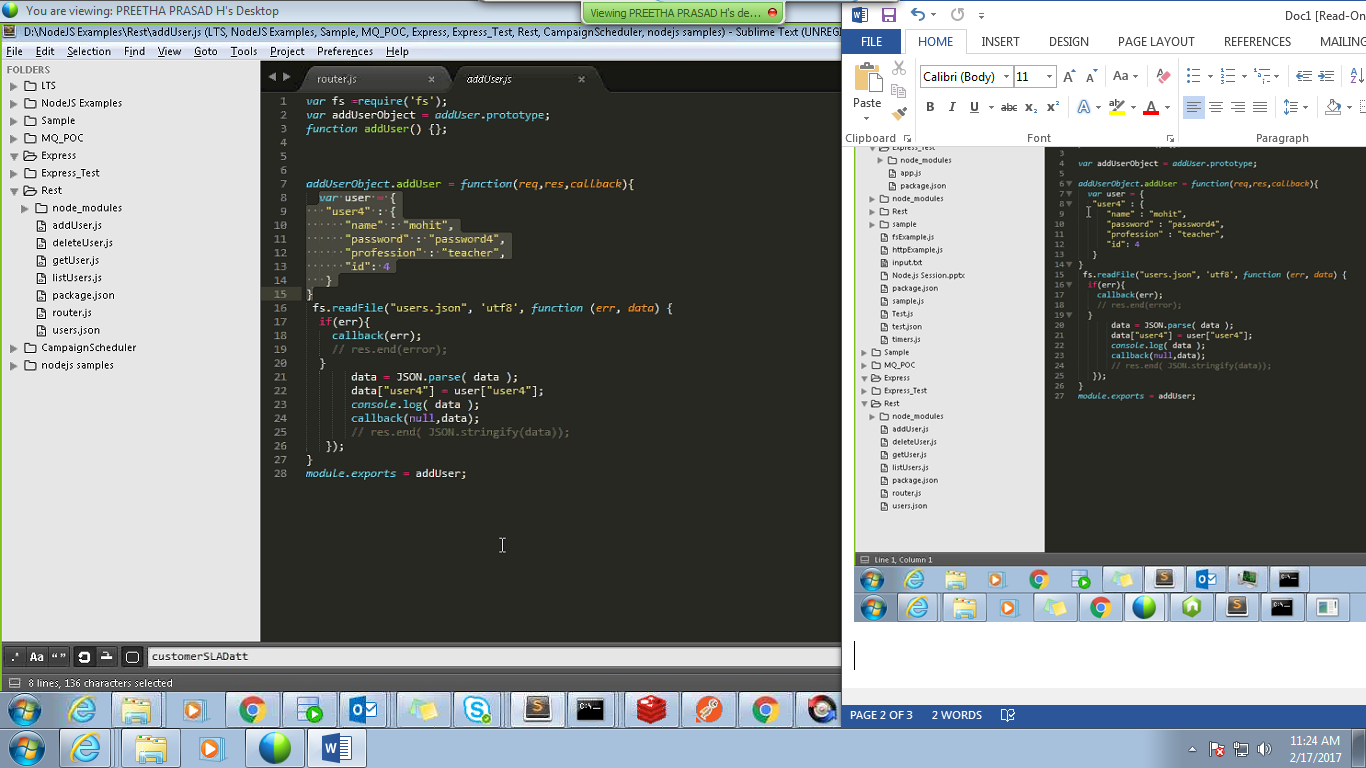 You are viewing: PREETHA PRASAD H's Desktop
Viewing PREETHA PRASAD H's de...
D:\NodeJS Examples\Rest\addUser.js (LTS, NodeJS Examples, Sample, MQ_POC, Express, Express_Test, Rest, CampaignScheduler, nodejs samples) - Sublime Text (UNREGI
File Edit Selection Find View Goto Tools Project Preferences Help
FOLDERS
LTS
NodeJS Examples
Sample
MQ_POC
Express
Express_Test
Rest
node_modules
addUser.js
deleteUser.js
getUser.js
listUsers.js
package.json
router.js
users.json
CampaignScheduler
nodejs samples
router.js
addUser.js
1 var fs =require('fs');
2 var addUserObject = addUser.prototype;
3 function addUser() {};
4
5
6
7 addUserObject.addUser = function(req,res,callback){
8 var user = {
9 "user4" : {
10 "name" : "mohit",
11 "password" : "password4",
12 "profession" : "teacher",
13 "id": 4
14 }
15 }
16 fs.readFile("users.json", 'utf8', function (err, data) {
17 if(err){
18 callback(err);
19 // res.end(error);
20 }
21 data = JSON.parse( data );
22 data["user4"] = user["user4"];
23 console.log( data );
24 callback(null,data);
25 // res.end( JSON.stringify(data));
26 });
27 }
28 module.exports = addUser;
.* Aa “ ” customerSLADatt
8 lines, 136 characters selected
Doc1 [Read-On
FILE HOME INSERT DESIGN PAGE LAYOUT REFERENCES MAILING
Paste
Calibri (Body) 11 Aa
B I U abc x2 x2 A ab A
Clipboard Font Paragraph
Express_Test
node_modules
app.js
package.json
node_modules
Rest
sample
fsExample.js
httpExample.js
input.txt
Node.js Session.pptx
package.json
sample.js
Test.js
test.json
timers.js
Sample
MQ_POC
Express
Express_Test
Rest
node_modules
addUser.js
deleteUser.js
getUser.js
listUsers.js
package.json
router.js
users.json
3
4 var addUserObject = addUser.prototype;
5
6 addUserObject.addUser = function(req,res,callback){
7 var user = {
8 "user4" : {
9 "name" : "mohit",
10 "password" : "password4",
11 "profession" : "teacher",
12 "id": 4
13 }
14 }
15 fs.readFile("users.json", 'utf8', function (err, data) {
16 if(err){
17 callback(err);
18 // res.end(error);
19 }
20 data = JSON.parse( data );
21 data["user4"] = user["user4"];
22 console.log( data );
23 callback(null,data);
24 // res.end( JSON.stringify(data));
25 });
26 }
27 module.exports = addUser;
Line 1, Column 1
PAGE 2 OF 3 2 WORDS
11:24 AM
2/17/2017